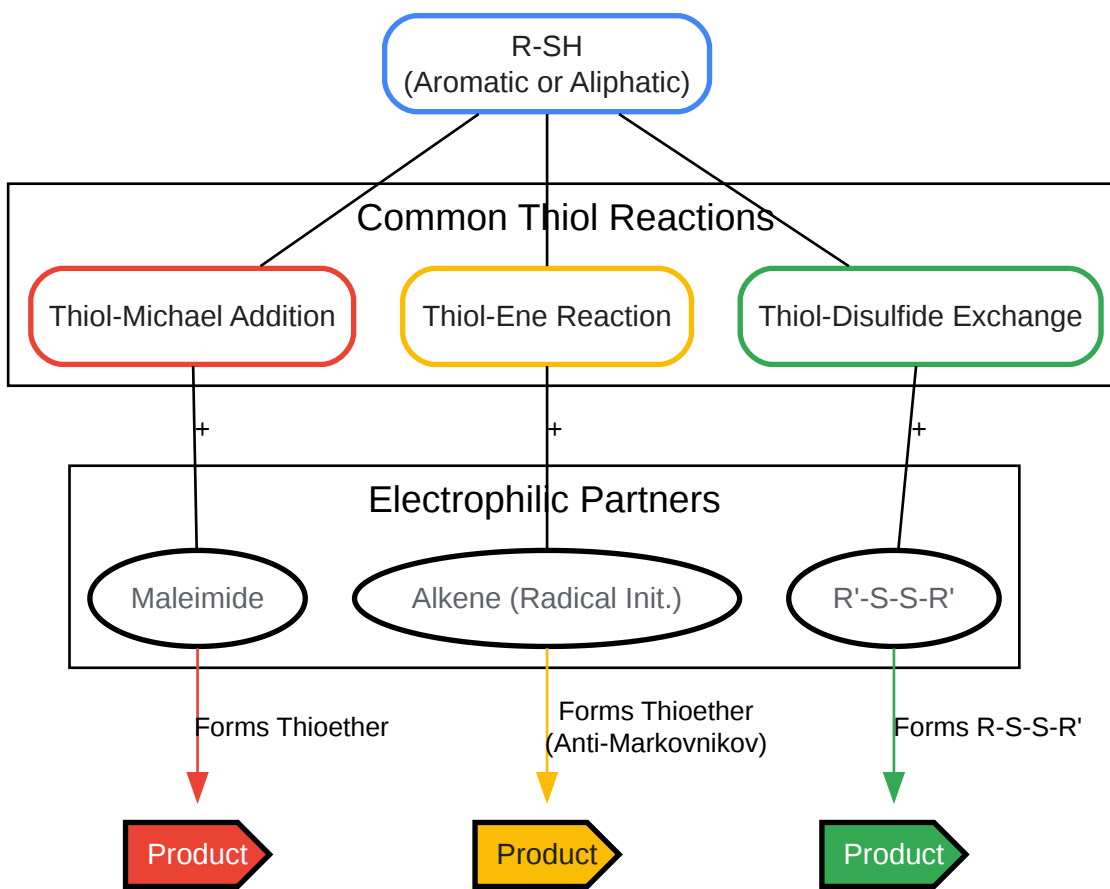 R-SH
(Aromatic or Aliphatic)
Common Thiol Reactions
Thiol-Michael Addition
Thiol-Ene Reaction
Thiol-Disulfide Exchange
+
+
+
Electrophilic Partners
Maleimide
Alkene (Radical Init.)
R'-S-S-R'
Forms Thioether
Forms Thioether
(Anti-Markovnikov)
Forms R-S-S-R'
Product
Product
Product